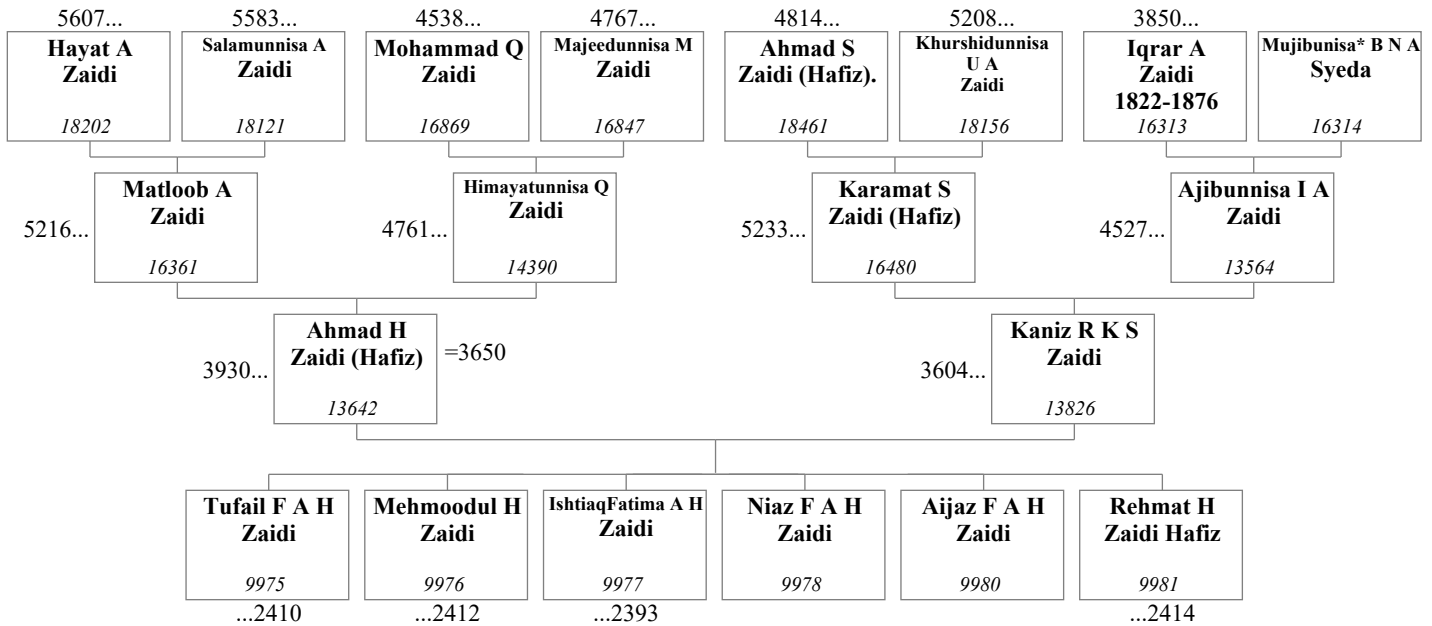 5607... 5583... 4538... 4767... 4814... 5208... 3850...
Hayat A
Zaidi
18202
Salamunnisa A
Zaidi
18121
Mohammad Q
Zaidi
16869
Majeedunnisa M
Zaidi
16847
Ahmad S
Zaidi (Hafiz).
18461
Khurshidunnisa
U A
Zaidi
18156
Iqrar A
Zaidi
1822-1876
16313
Mujibunisa* B N A
Syeda
16314
5216...
Matloob A
Zaidi
16361
4761...
Himayatunnisa Q
Zaidi
14390
5233...
Karamat S
Zaidi (Hafiz)
16480
4527...
Ajibunnisa I A
Zaidi
13564
3930...
Ahmad H
Zaidi (Hafiz)
13642
=3650
3604...
Kaniz R K S
Zaidi
13826
Tufail F A H
Zaidi
9975
...2410
Mehmoodul H
Zaidi
9976
...2412
IshtiaqFatima A H
Zaidi
9977
...2393
Niaz F A H
Zaidi
9978
Aijaz F A H
Zaidi
9980
Rehmat H
Zaidi Hafiz
9981
...2414